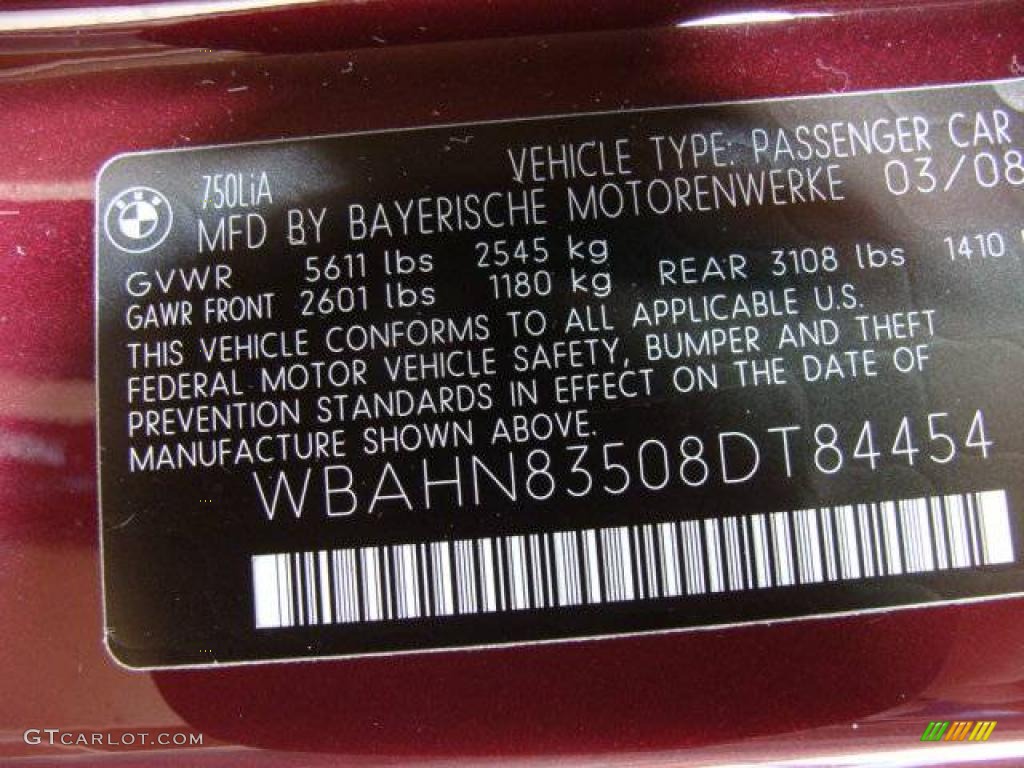 BMW
750LiA
VEHICLE TYPE: PASSENGER CAR
MFD BY BAYERISCHE MOTORENWERKE 03/08
GVWR 5611 lbs 2545 kg
GAWR FRONT 2601 lbs 1180 kg REAR 3108 lbs 1410
THIS VEHICLE CONFORMS TO ALL APPLICABLE U.S.
FEDERAL MOTOR VEHICLE SAFETY, BUMPER AND THEFT
PREVENTION STANDARDS IN EFFECT ON THE DATE OF
MANUFACTURE SHOWN ABOVE.
WBAHN83508DT84454
GTCARLOT.COM